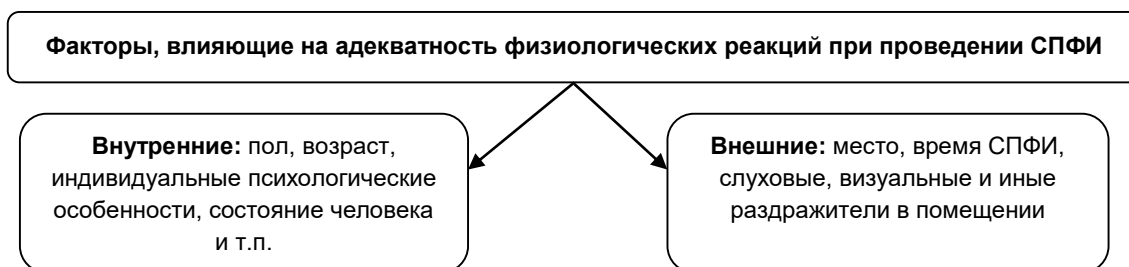 Факторы, влияющие на адекватность физиологических реакций при проведении СПФИ
Внутренние: пол, возраст,
индивидуальные психологические
особенности, состояние человека
и т.п.
Внешние: место, время СПФИ,
слуховые, визуальные и иные
раздражители в помещении